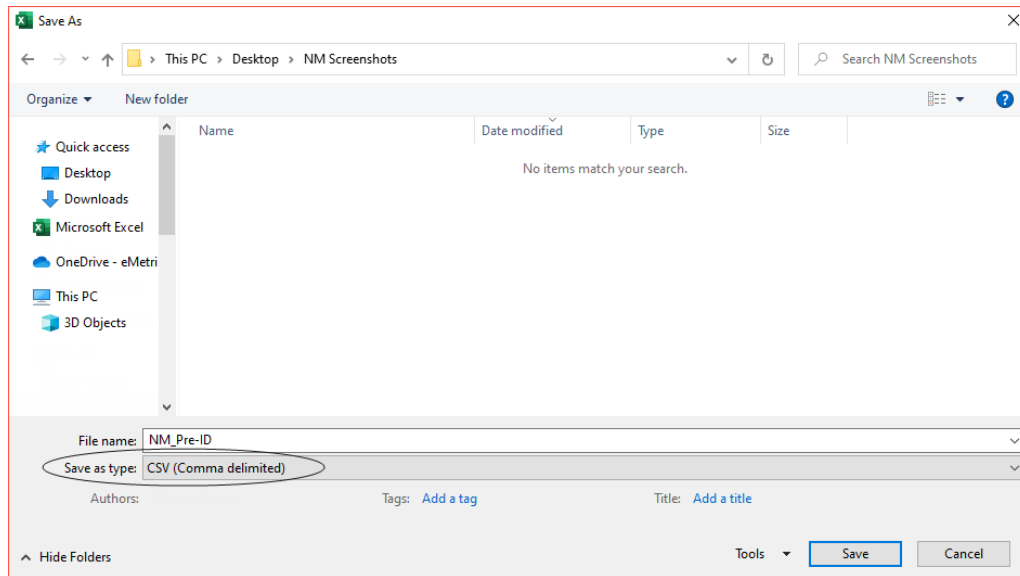 Save As
This PC > Desktop > NM Screenshots
Search NM Screenshots
Organize
New folder
Name
Date modified
Type
Size
No items match your search.
Quick access
Desktop
Downloads
Microsoft Excel
OneDrive - eMetri
This PC
3D Objects
File name: NM_Pre-ID
Save as type: CSV (Comma delimited)
Authors:
Tags: Add a tag
Title: Add a title
Hide Folders
Tools
Save
Cancel